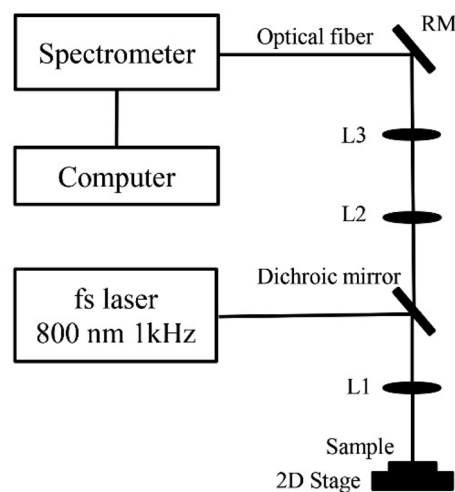 RM
Optical fiber
Spectrometer
L3
Computer
L2
Dichroic mirror
fs laser
800 nm 1kHz
L1
Sample
2D Stage